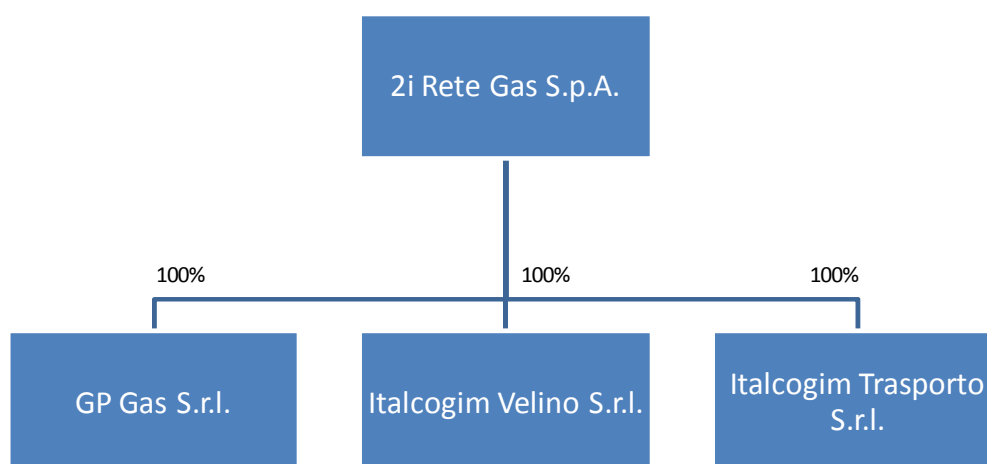 2i Rete Gas S.p.A.
100%
100%
100%
GP Gas S.r.l.
Italcogim Velino S.r.l.
Italcogim Trasporto
S.r.l.